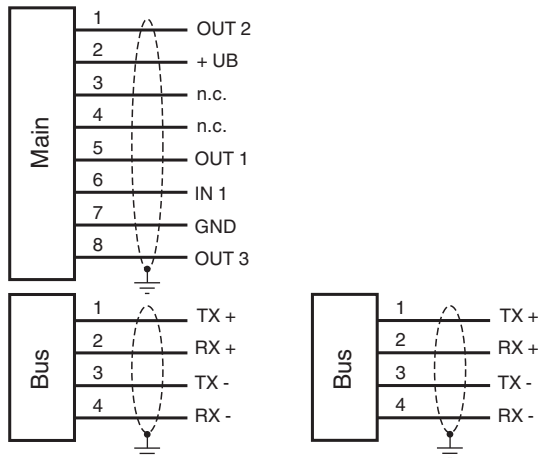 Main
1 OUT 2
2 + UB
3 n.c.
4 n.c.
5 OUT 1
6 IN 1
7 GND
8 OUT 3
Bus
1 TX +
2 RX +
3 TX -
4 RX -
Bus
1 TX +
2 RX +
3 TX -
4 RX -